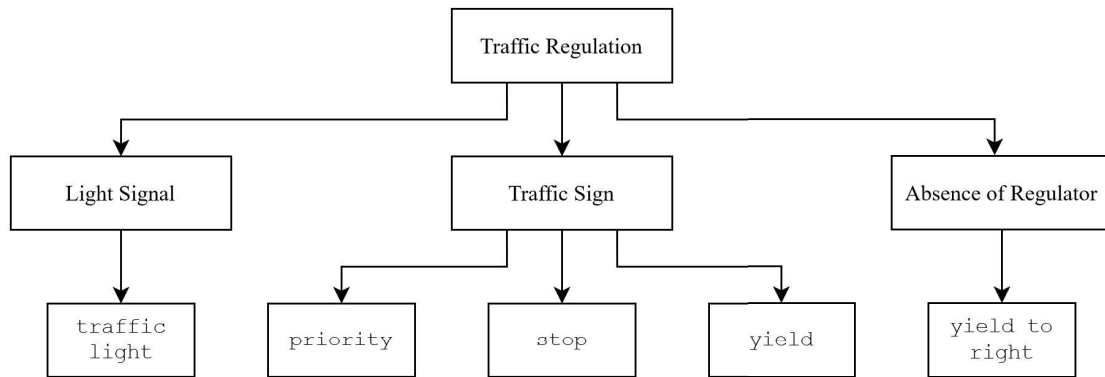 Traffic Regulation
Light Signal
Traffic Sign
Absence of Regulator
traffic
light
priority
stop
yield
yield to
right